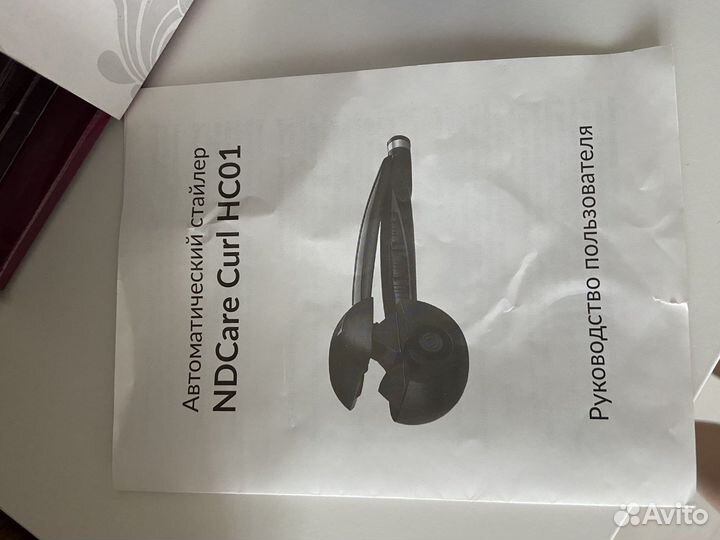 Автоматический стайлер
NDCare Curl HC01
Руководство пользователя
Avito